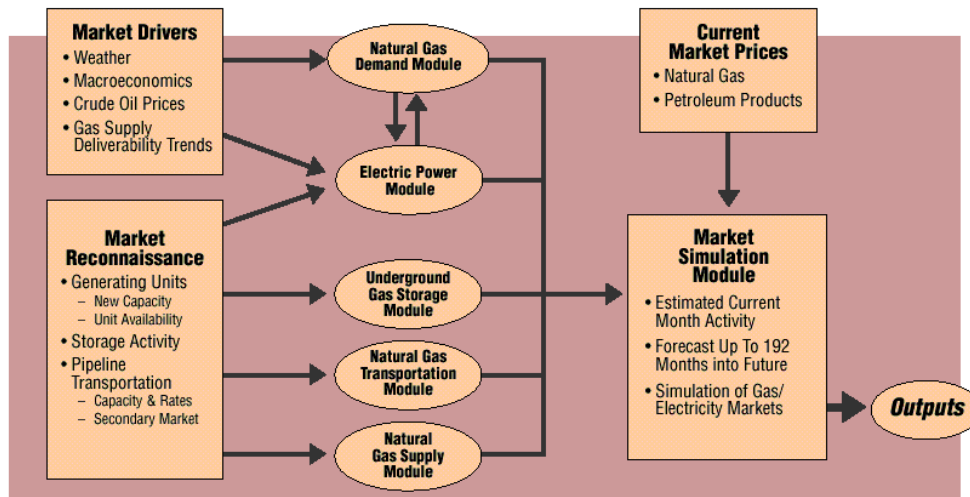 Market Drivers
• Weather
• Macroeconomics
• Crude Oil Prices
• Gas Supply
Deliverability Trends
Market
Reconnaissance
• Generating Units
– New Capacity
– Unit Availability
• Storage Activity
• Pipeline
Transportation
– Capacity & Rates
– Secondary Market
Natural Gas
Demand Module
Electric Power
Module
Underground
Gas Storage
Module
Natural Gas
Transportation
Module
Natural
Gas Supply
Module
Current
Market Prices
• Natural Gas
• Petroleum Products
Market
Simulation
Module
• Estimated Current
Month Activity
• Forecast Up To 192
Months into Future
• Simulation of Gas/
Electricity Markets
Outputs